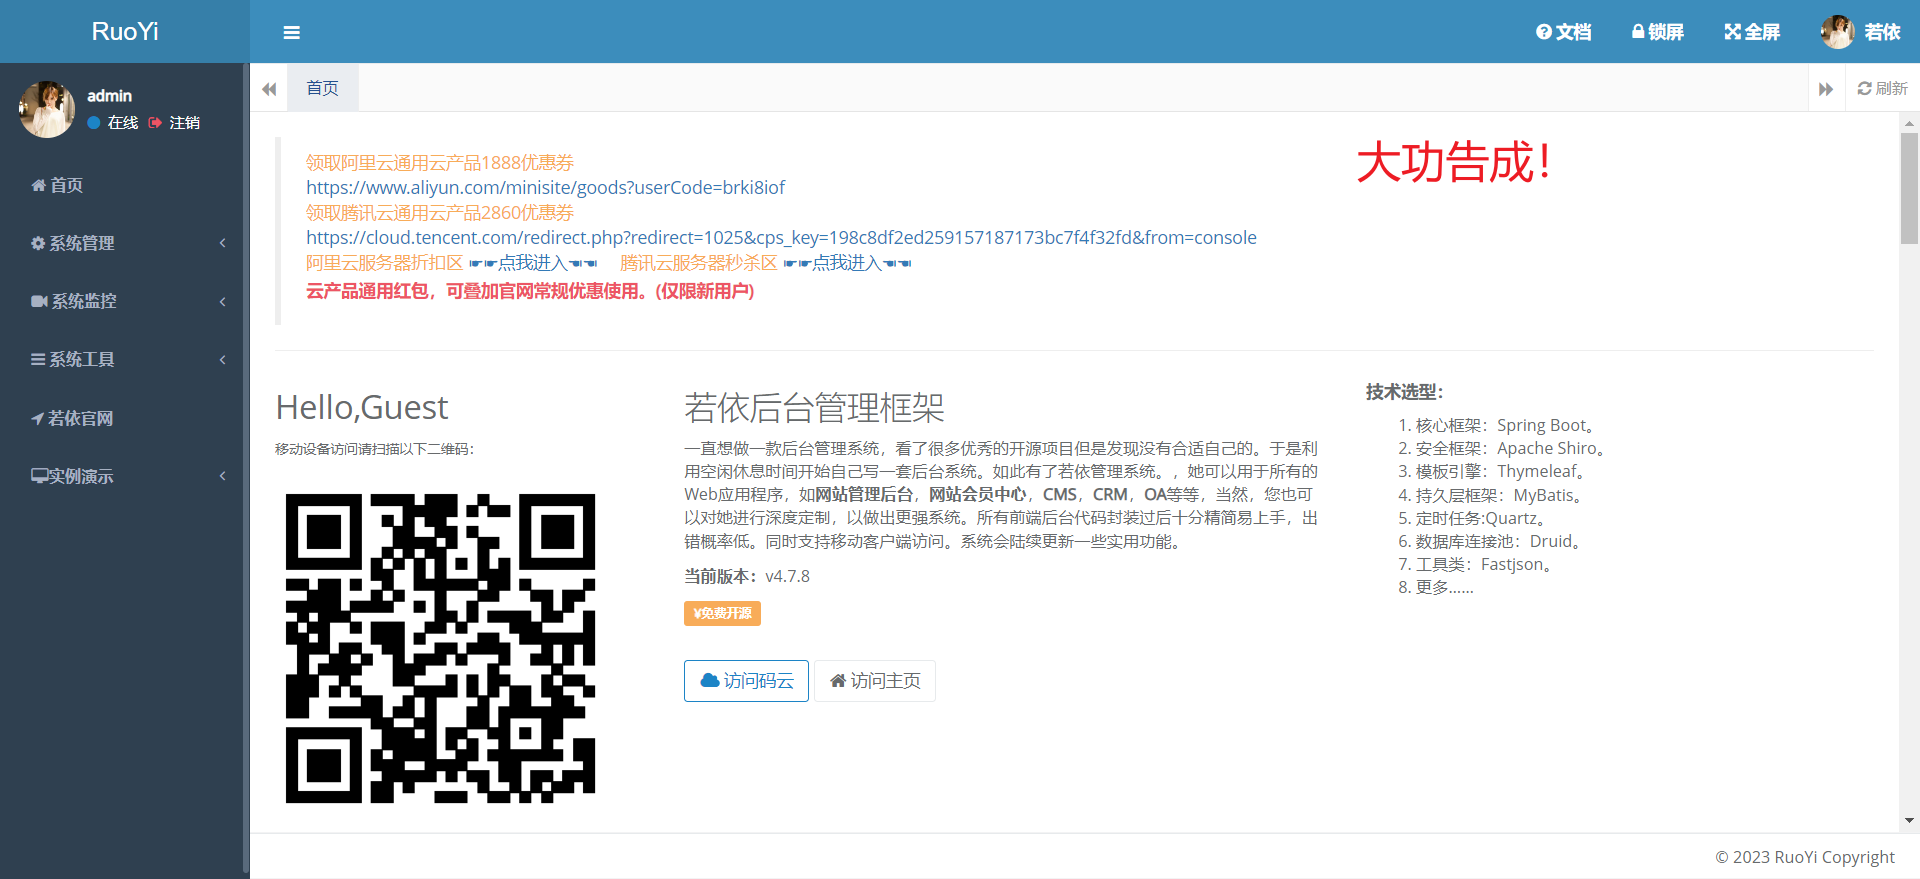 RuoYi
文档
锁屏
全屏
若依
admin
在线
注销
首页
刷新
首页
系统管理
系统监控
系统工具
若依官网
实例演示
领取阿里云通用云产品1888优惠券
https://www.aliyun.com/minisite/goods?userCode=brki8iof
领取腾讯云通用云产品2860优惠券
https://cloud.tencent.com/redirect.php?redirect=1025&cps_key=198c8df2ed259157187173bc7f4f32fd&from=console
阿里云服务器折扣区 ☛☛点我进入☚☚ 腾讯云服务器秒杀区 ☛☛点我进入☚☚
云产品通用红包，可叠加官网常规优惠使用。(仅限新用户)
大功告成！
Hello,Guest
移动设备访问请扫描以下二维码：
若依后台管理框架
一直想做一款后台管理系统，看了很多优秀的开源项目但是发现没有合适自己的。于是利
用空闲休息时间开始自己写一套后台系统。如此有了若依管理系统。，她可以用于所有的
Web应用程序，如网站管理后台，网站会员中心，CMS，CRM，OA等等，当然，您也可
以对她进行深度定制，以做出更强系统。所有前端后台代码封装过后十分精简易上手，出
错概率低。同时支持移动客户端访问。系统会陆续更新一些实用功能。
当前版本：v4.7.8
¥免费开源
访问码云
访问主页
技术选型：
1. 核心框架：Spring Boot。
2. 安全框架：Apache Shiro。
3. 模板引擎：Thymeleaf。
4. 持久层框架：MyBatis。
5. 定时任务:Quartz。
6. 数据库连接池：Druid。
7. 工具类：Fastjson。
8. 更多……
© 2023 RuoYi Copyright